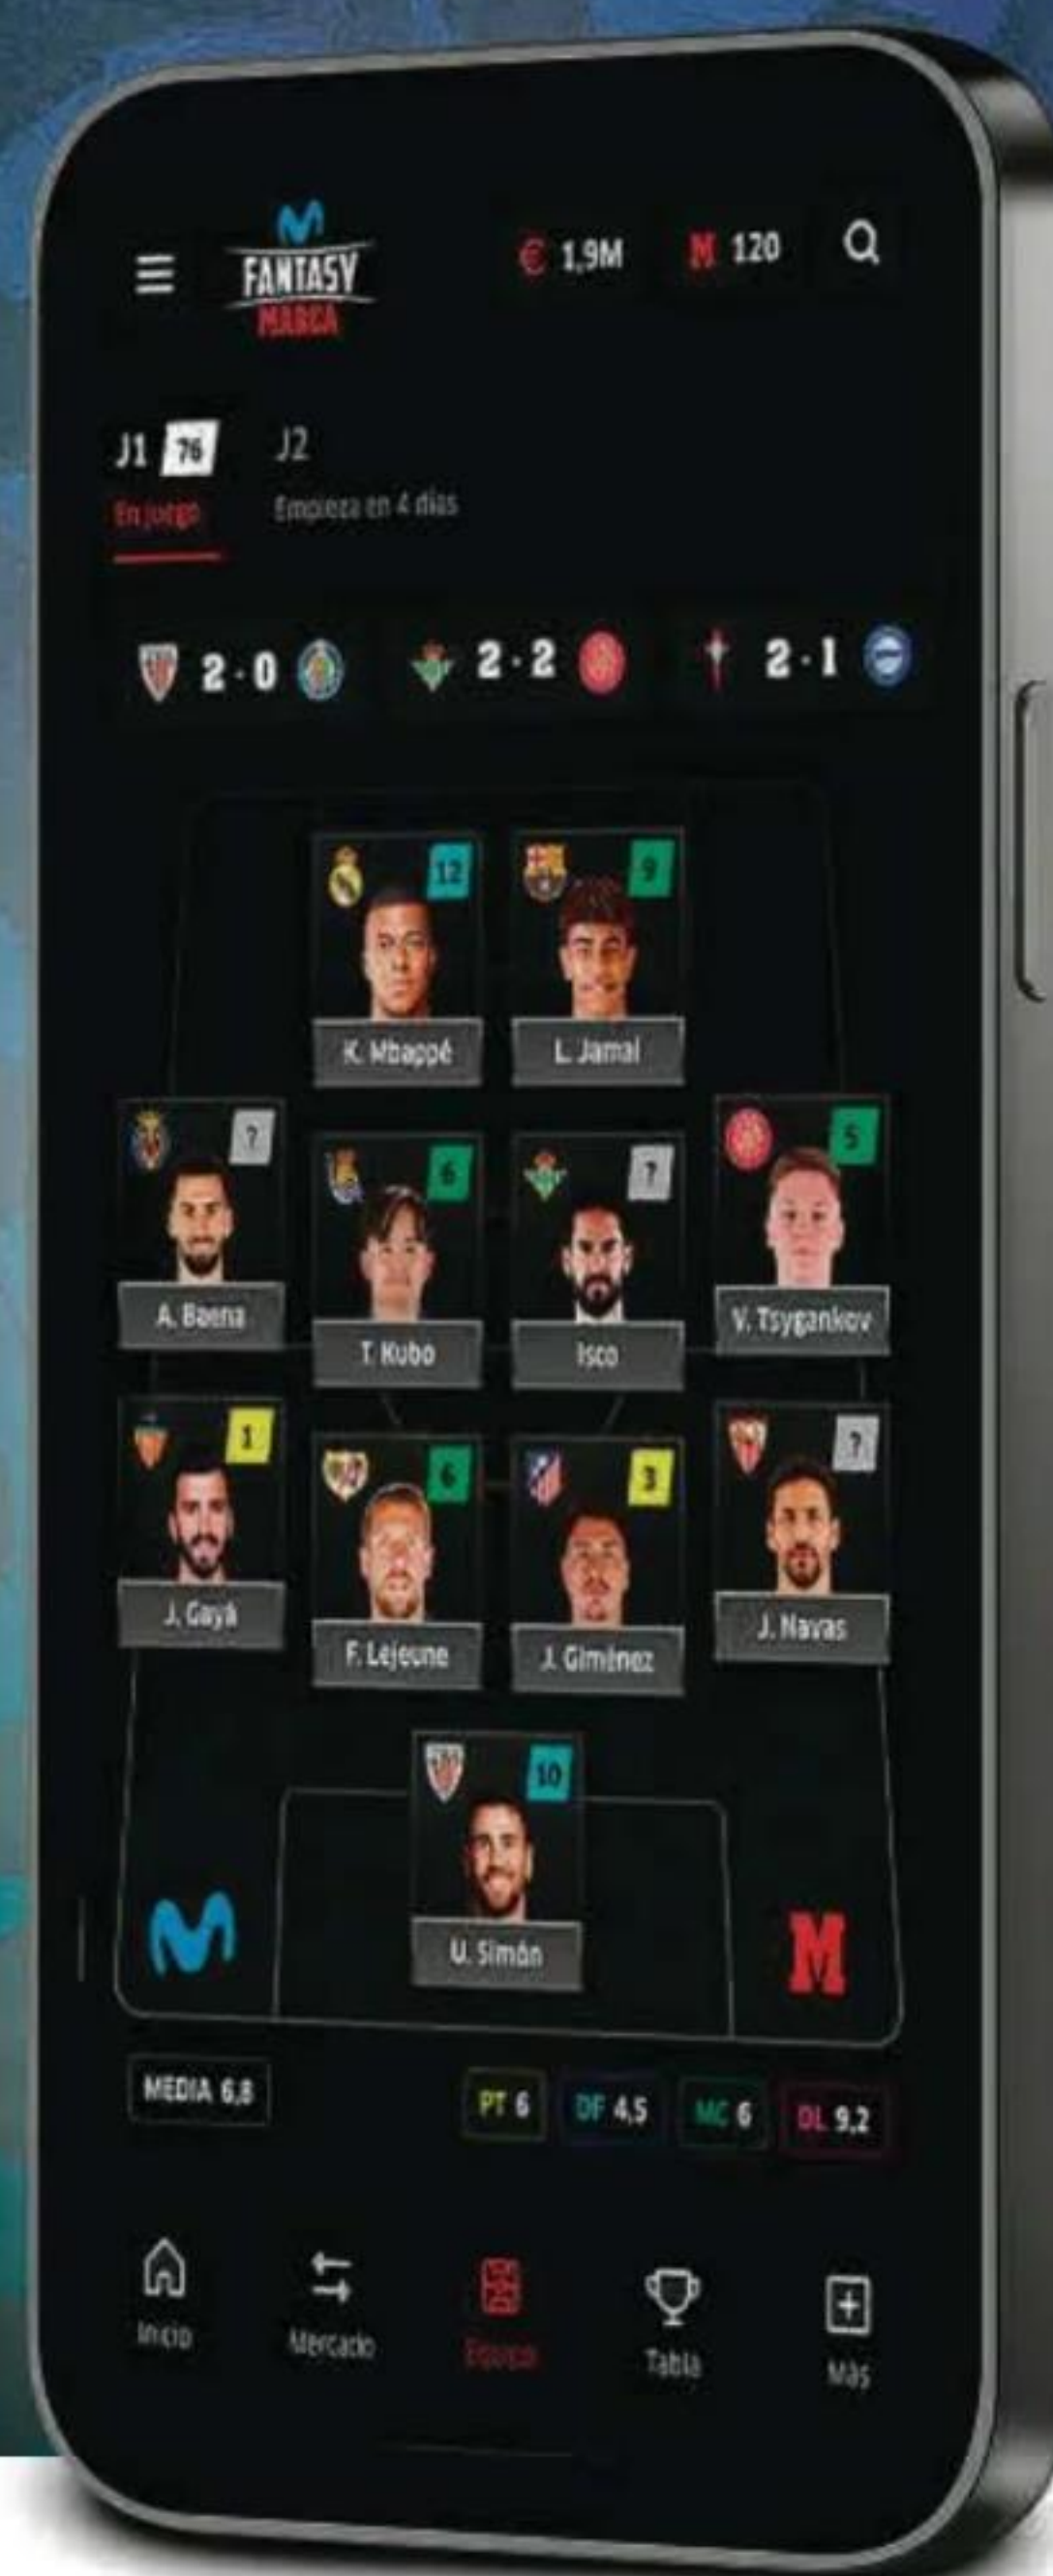 FANTASY
MARCA
€ 1,9M
M 120
J1 76
J2
En juego
Empieza en 4 días
2 - 0
2 - 2
2 - 1
12
9
K. Mbappé
L. Jamal
?
6
?
5
A. Baena
T. Kubo
Isco
V. Tsygankov
1
6
3
?
J. Gayà
F. Lejeune
J. Giménez
J. Navas
10
U. Simón
M
MEDIA 6,8
PT 6
DF 4,5
MC 6
DL 9,2
Inicio
Mercado
Equipo
Tabla
Más